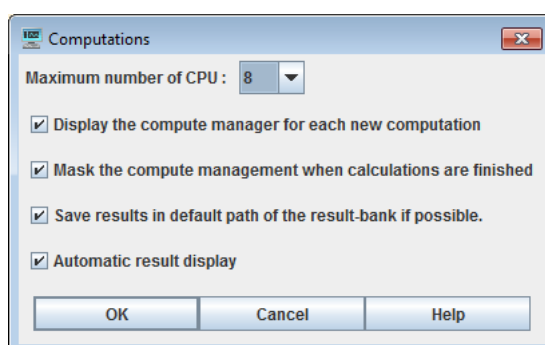 Computations
Maximum number of CPU : 8
Display the compute manager for each new computation
Mask the compute management when calculations are finished
Save results in default path of the result-bank if possible.
Automatic result display
OK Cancel Help